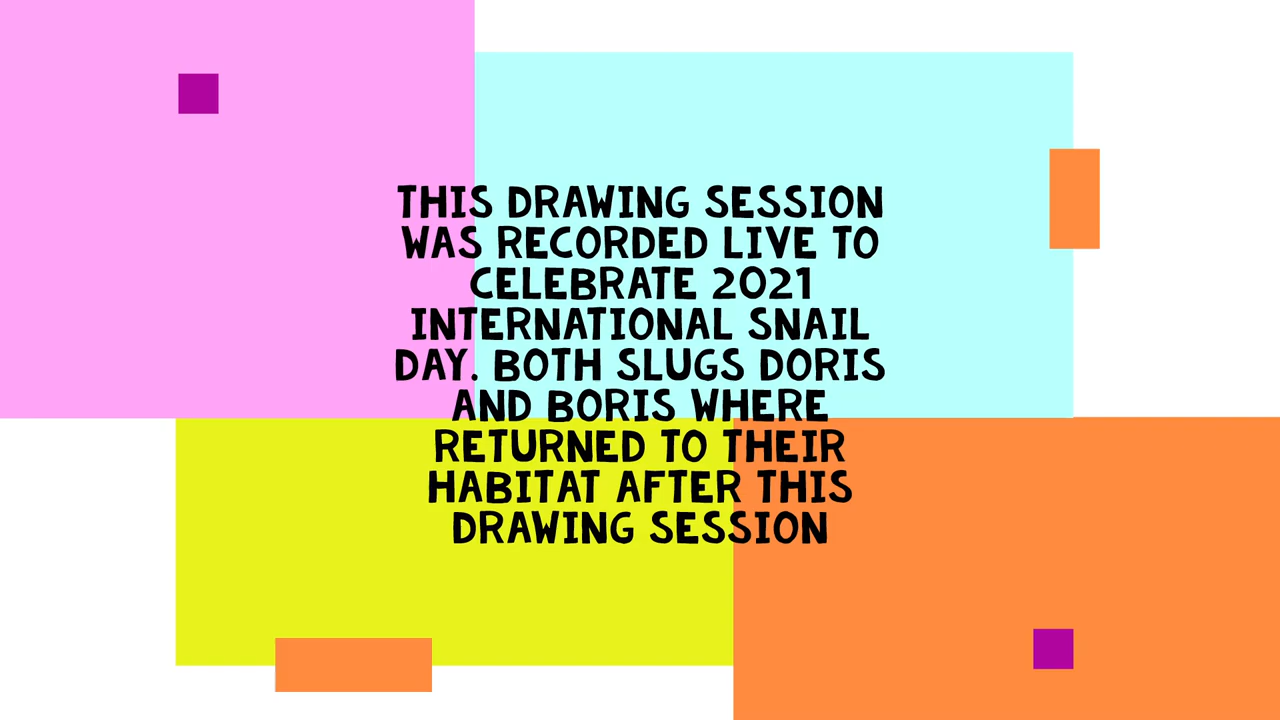 THIS DRAWING SESSION
WAS RECORDED LIVE TO
CELEBRATE 2021
INTERNATIONAL SNAIL
DAY. BOTH SLUGS DORIS
AND BORIS WHERE
RETURNED TO THEIR
HABITAT AFTER THIS
DRAWING SESSION